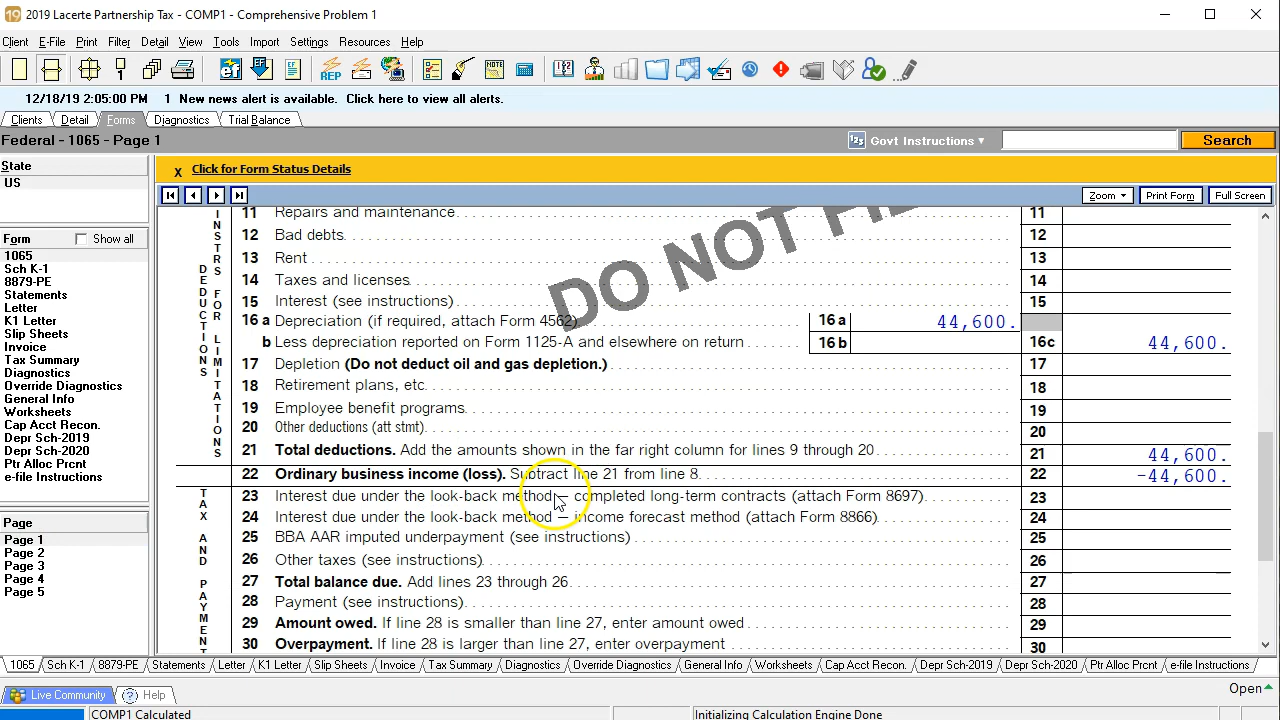 19 2019 Lacerte Partnership Tax - COMP1 - Comprehensive Problem 1
Client E-File Print Filter Detail View Tools Import Settings Resources Help
ef REP NOTE
12/18/19 2:05:00 PM 1 New news alert is available. Click here to view all alerts.
Clients Detail Forms Diagnostics Trial Balance
Federal - 1065 - Page 1 123 Govt Instructions Search
State
US
Form Show all
1065
Sch K-1
8879-PE
Statements
Letter
K1 Letter
Slip Sheets
Invoice
Tax Summary
Diagnostics
Override Diagnostics
General Info
Worksheets
Cap Acct Recon.
Depr Sch-2019
Depr Sch-2020
Ptr Alloc Prcnt
e-file Instructions
Page
Page 1
Page 2
Page 3
Page 4
Page 5
X Click for Form Status Details
Zoom Print Form Full Screen
DO NOT FIL
DEDUCTIONS
INSTRS FOR LIMITATIONS
11 Repairs and maintenance 11
12 Bad debts 12
13 Rent 13
14 Taxes and licenses 14
15 Interest (see instructions) 15
16 a Depreciation (if required, attach Form 4562) 16 a 44,600.
b Less depreciation reported on Form 1125-A and elsewhere on return 16 b 16c 44,600.
17 Depletion (Do not deduct oil and gas depletion.) 17
18 Retirement plans, etc 18
19 Employee benefit programs 19
20 Other deductions (att stmt) 20
21 Total deductions. Add the amounts shown in the far right column for lines 9 through 20 21 44,600.
22 Ordinary business income (loss). Subtract line 21 from line 8 22 -44,600.
TAX AND PAYMENT
23 Interest due under the look-back method – completed long-term contracts (attach Form 8697) 23
24 Interest due under the look-back method – income forecast method (attach Form 8866) 24
25 BBA AAR imputed underpayment (see instructions) 25
26 Other taxes (see instructions) 26
27 Total balance due. Add lines 23 through 26 27
28 Payment (see instructions) 28
29 Amount owed. If line 28 is smaller than line 27, enter amount owed 29
30 Overpayment. If line 28 is larger than line 27, enter overpayment 30
1065 Sch K-1 8879-PE Statements Letter K1 Letter Slip Sheets Invoice Tax Summary Diagnostics Override Diagnostics General Info Worksheets Cap Acct Recon. Depr Sch-2019 Depr Sch-2020 Ptr Alloc Prcnt e-file Instructions
Live Community ? Help
Open
COMP1 Calculated Initializing Calculation Engine Done